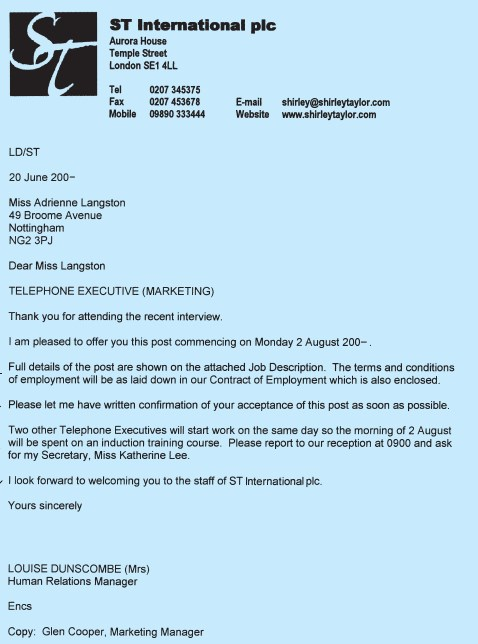 ST
ST International plc
Aurora House
Temple Street
London SE1 4LL
Tel 0207 345375
Fax 0207 453678 E-mail shirley@shirleytaylor.com
Mobile 09890 333444 Website www.shirleytaylor.com
LD/ST
20 June 200–
Miss Adrienne Langston
49 Broome Avenue
Nottingham
NG2 3PJ
Dear Miss Langston
TELEPHONE EXECUTIVE (MARKETING)
Thank you for attending the recent interview.
I am pleased to offer you this post commencing on Monday 2 August 200– .
Full details of the post are shown on the attached Job Description. The terms and conditions
of employment will be as laid down in our Contract of Employment which is also enclosed.
Please let me have written confirmation of your acceptance of this post as soon as possible.
Two other Telephone Executives will start work on the same day so the morning of 2 August
will be spent on an induction training course. Please report to our reception at 0900 and ask
for my Secretary, Miss Katherine Lee.
I look forward to welcoming you to the staff of ST International plc.
Yours sincerely
LOUISE DUNSCOMBE (Mrs)
Human Relations Manager
Encs
Copy: Glen Cooper, Marketing Manager